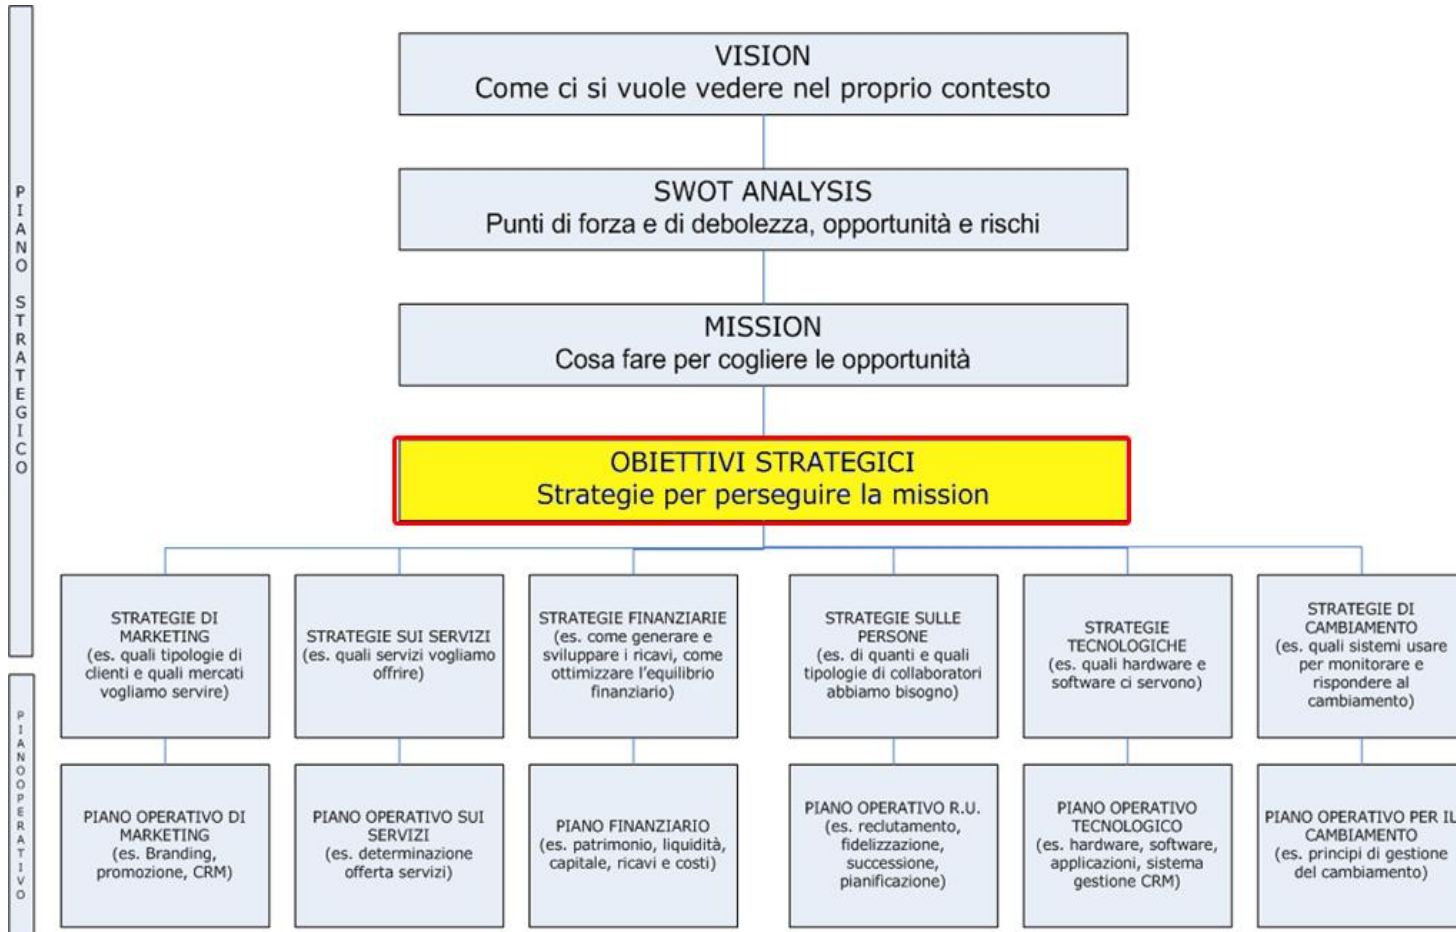 PIANO STRATEGICO
VISION
Come ci si vuole vedere nel proprio contesto
SWOT ANALYSIS
Punti di forza e di debolezza, opportunità e rischi
MISSION
Cosa fare per cogliere le opportunità
OBIETTIVI STRATEGICI
Strategie per perseguire la mission
STRATEGIE DI
MARKETING
(es. quali tipologie di
clienti e quali mercati
vogliamo servire)
STRATEGIE SUI SERVIZI
(es. quali servizi vogliamo
offrire)
STRATEGIE FINANZIARIE
(es. come generare e
sviluppare i ricavi, come
ottimizzare l'equilibrio
finanziario)
STRATEGIE SULLE
PERSONE
(es. di quanti e quali
tipologie di collaboratori
abbiamo bisogno)
STRATEGIE
TECNOLOGICHE
(es. quali hardware e
software ci servono)
STRATEGIE DI
CAMBIAMENTO
(es. quali sistemi usare
per monitorare e
rispondere al
cambiamento)
PIANOOPERATIVO
PIANO OPERATIVO DI
MARKETING
(es. Branding,
promozione, CRM)
PIANO OPERATIVO SUI
SERVIZI
(es. determinazione
offerta servizi)
PIANO FINANZIARIO
(es. patrimonio, liquidità,
capitale, ricavi e costi)
PIANO OPERATIVO R.U.
(es. reclutamento,
fidelizzazione,
successione,
pianificazione)
PIANO OPERATIVO
TECNOLOGICO
(es. hardware, software,
applicazioni, sistema
gestione CRM)
PIANO OPERATIVO PER IL
CAMBIAMENTO
(es. principi di gestione
del cambiamento)